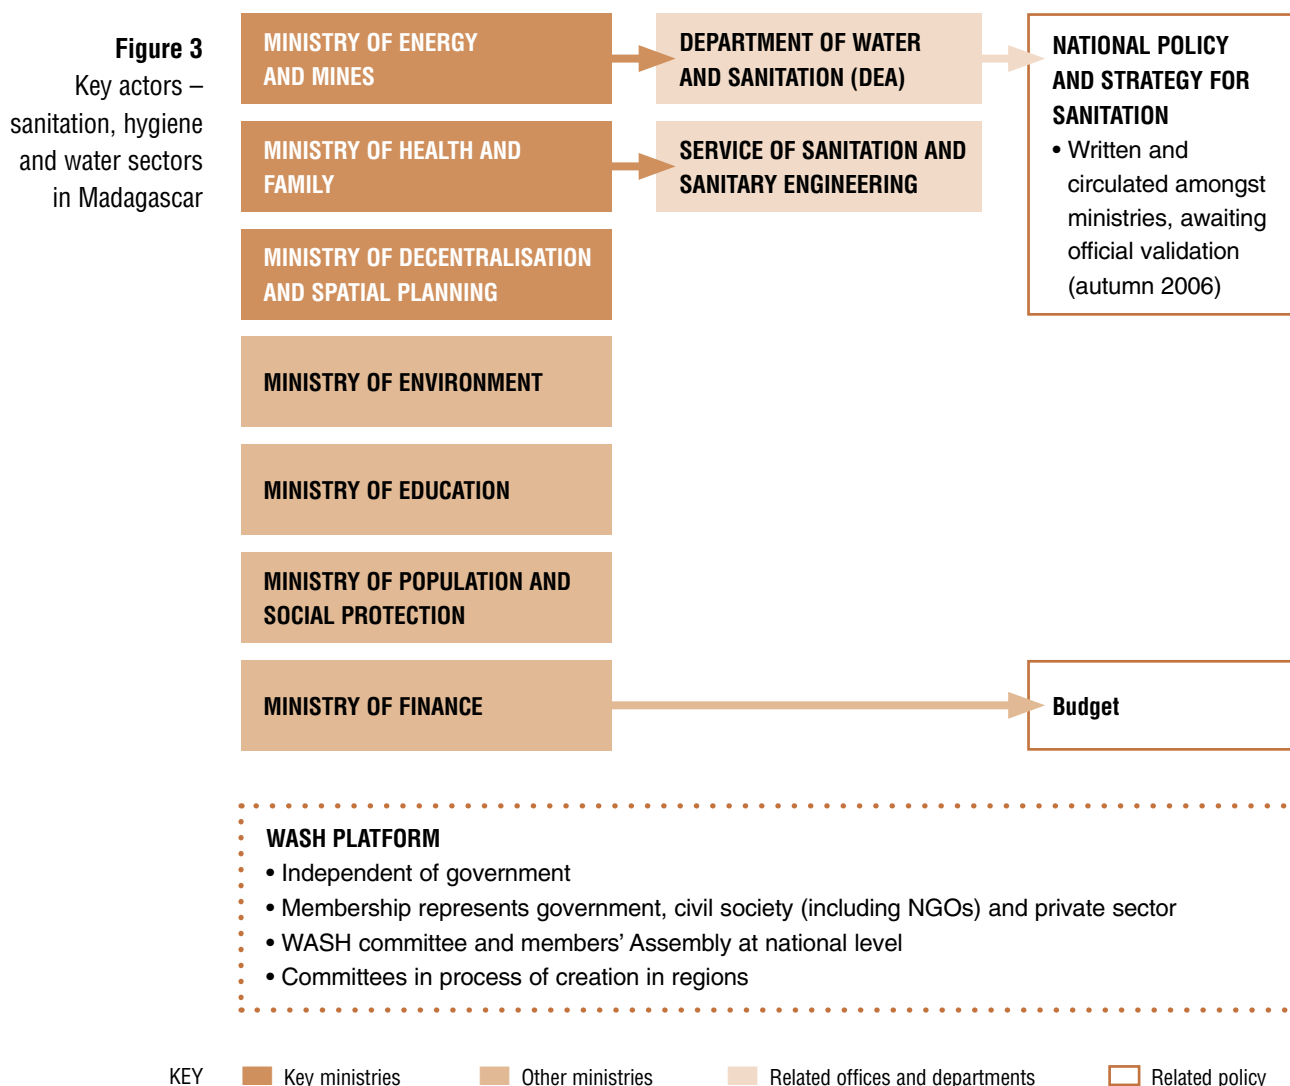 Figure 3
Key actors –
sanitation, hygiene
and water sectors
in Madagascar
MINISTRY OF ENERGY
AND MINES
DEPARTMENT OF WATER
AND SANITATION (DEA)
NATIONAL POLICY
AND STRATEGY FOR
SANITATION
• Written and
circulated amongst
ministries, awaiting
official validation
(autumn 2006)
MINISTRY OF HEALTH AND
FAMILY
SERVICE OF SANITATION AND
SANITARY ENGINEERING
MINISTRY OF DECENTRALISATION
AND SPATIAL PLANNING
MINISTRY OF ENVIRONMENT
MINISTRY OF EDUCATION
MINISTRY OF POPULATION AND
SOCIAL PROTECTION
MINISTRY OF FINANCE
Budget
WASH PLATFORM
• Independent of government
• Membership represents government, civil society (including NGOs) and private sector
• WASH committee and members' Assembly at national level
• Committees in process of creation in regions
KEY
Key ministries
Other ministries
Related offices and departments
Related policy